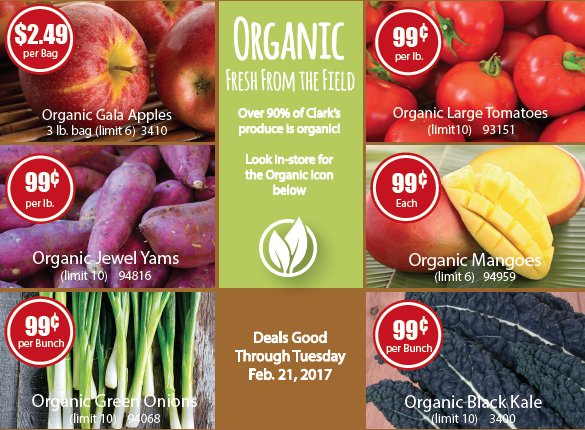 $2.49
per Bag
Organic Gala Apples
3 lb. bag (limit 6) 3410
ORGANIC
FRESH FROM THE FIELD
Over 90% of Clark's
produce is organic!
Look in-store for
the Organic icon
below
99¢
per lb.
Organic Large Tomatoes
(limit10) 93151
99¢
per lb.
Organic Jewel Yams
(limit 10) 94816
99¢
Each
Organic Mangoes
(limit 6) 94959
99¢
per Bunch
Organic Green Onions
(limit 10) 94068
Deals Good
Through Tuesday
Feb. 21, 2017
99¢
per Bunch
Organic Black Kale
(limit 10) 3400